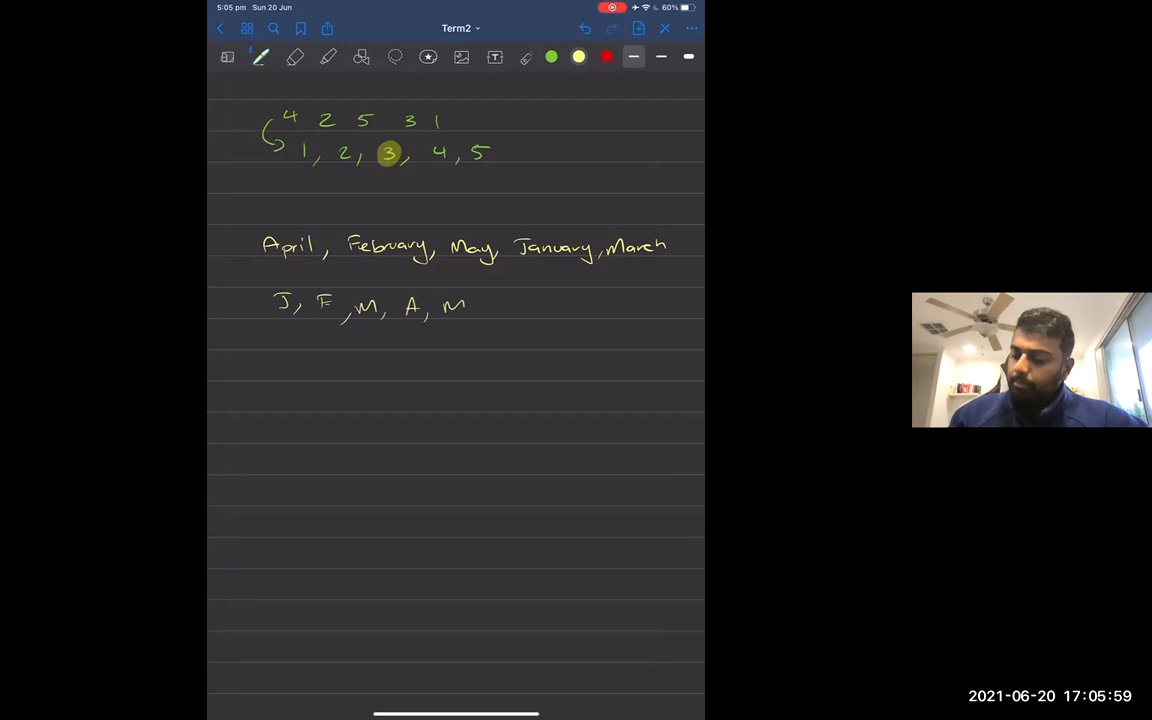 5:05 pm Sun 20 Jun 60%
Term2
4 2 5 3 1
1, 2, 3, 4, 5
April, February, May, January, March
J, F, M, A, M
2021-06-20 17:05:59